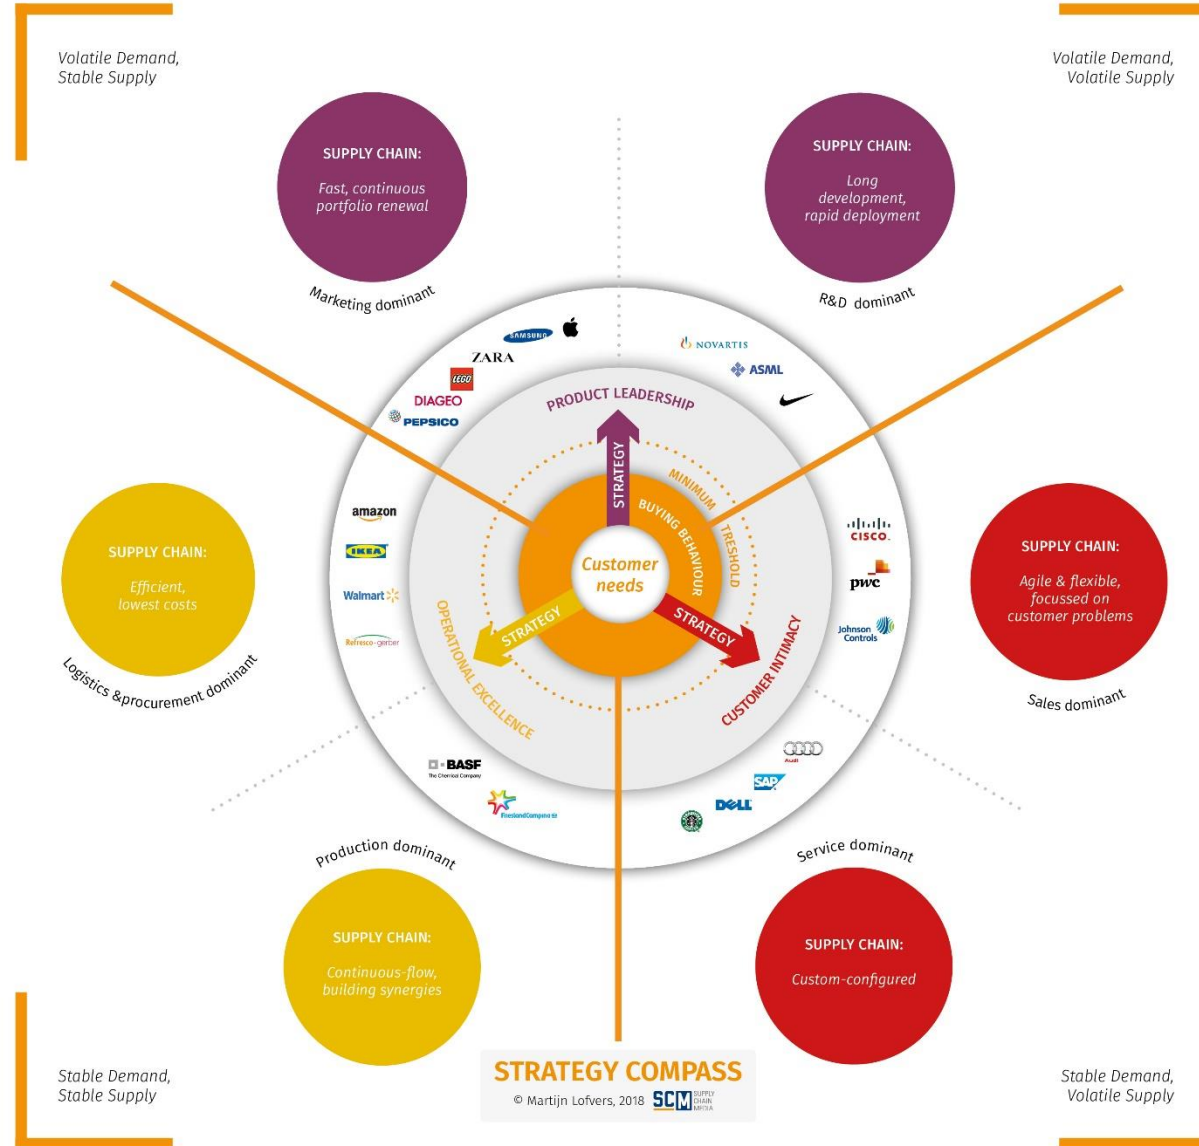 Volatile Demand,
Stable Supply
Volatile Demand,
Volatile Supply
SUPPLY CHAIN:
Fast, continuous
portfolio renewal
Marketing dominant
SUPPLY CHAIN:
Long
development,
rapid deployment
R&D dominant
SAMSUNG
ZARA
LEGO
DIAGEO
PEPSICO
NOVARTIS
ASML
PRODUCT LEADERSHIP
STRATEGY
MINIMUM
TRESHOLD
BUYING BEHAVIOUR
Customer
needs
STRATEGY
STRATEGY
OPERATIONAL EXCELLENCE
CUSTOMER INTIMACY
amazon
IKEA
Walmart
Refresco-gerber
CISCO.
pwc
Johnson
Controls
SUPPLY CHAIN:
Efficient,
lowest costs
Logistics &procurement dominant
SUPPLY CHAIN:
Agile & flexible,
focussed on
customer problems
Sales dominant
BASF
The Chemical Company
FrieslandCampina
Audi
SAP
DELL
Production dominant
SUPPLY CHAIN:
Continuous-flow,
building synergies
Service dominant
SUPPLY CHAIN:
Custom-configured
STRATEGY COMPASS
© Martijn Lofvers, 2018
SCM
SUPPLY
CHAIN
MEDIA
Stable Demand,
Stable Supply
Stable Demand,
Volatile Supply